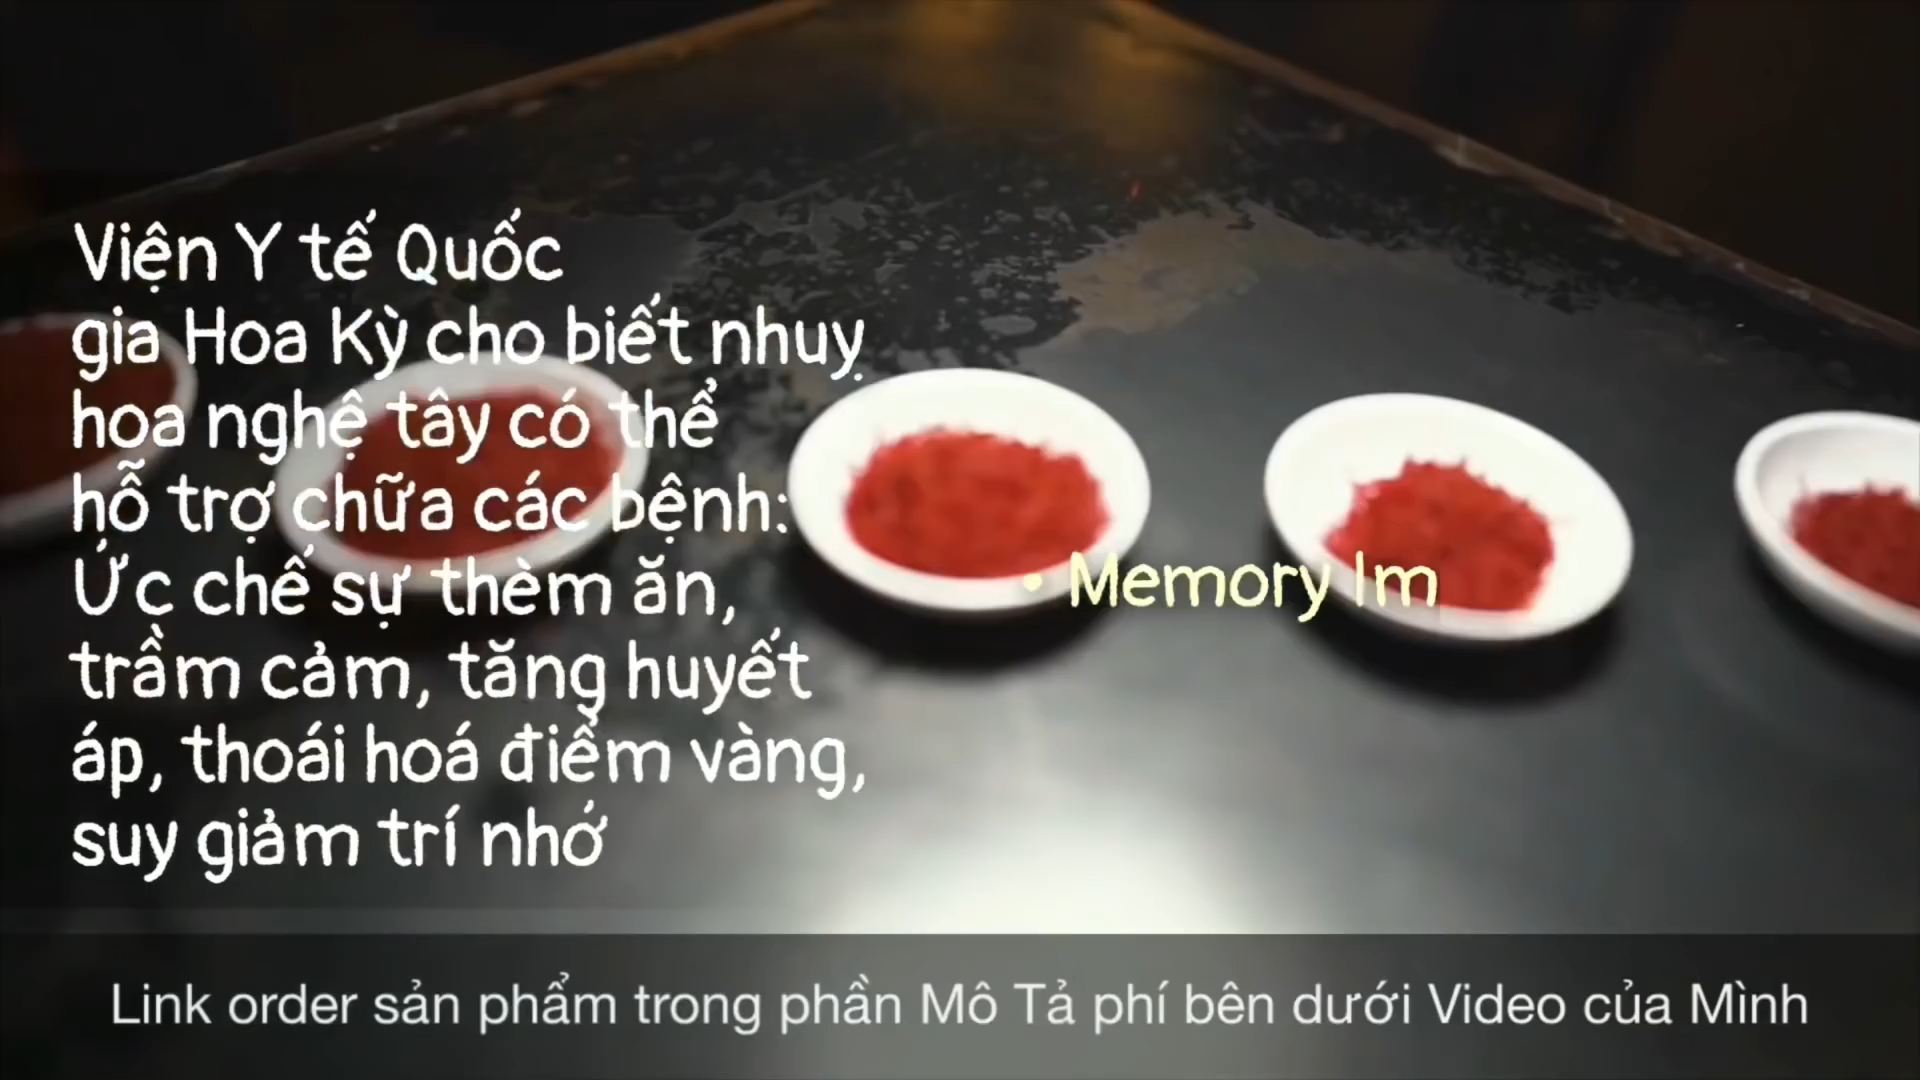 Viện Y tế Quốc
gia Hoa Kỳ cho biết nhuỵ
hoa nghệ tây có thể
hỗ trợ chữa các bệnh:
Ức chế sự thèm ăn,
trầm cảm, tăng huyết
áp, thoái hoá điểm vàng,
suy giảm trí nhớ
• Memory Im
Link order sản phẩm trong phần Mô Tả phí bên dưới Video của Mình